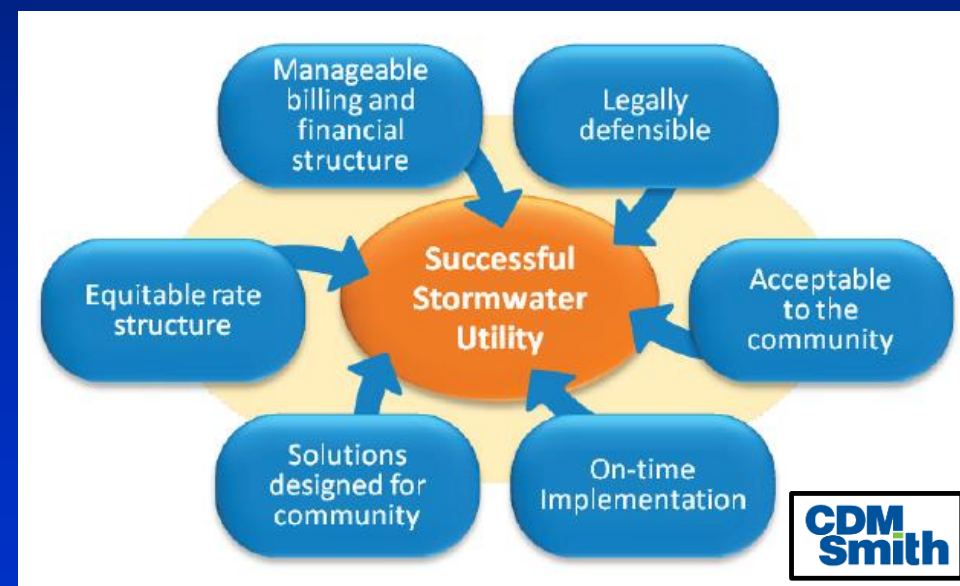 Manageable
billing and
financial
structure
Legally
defensible
Equitable rate
structure
Successful
Stormwater
Utility
Acceptable
to the
community
Solutions
designed for
community
On-time
Implementation
CDM
Smith